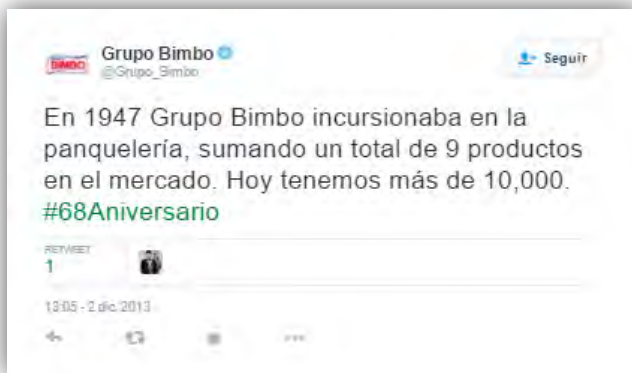 BIMBO
Grupo Bimbo
@Grupo_Bimbo
Seguir
En 1947 Grupo Bimbo incursionaba en la
panquelería, sumando un total de 9 productos
en el mercado. Hoy tenemos más de 10,000.
#68Aniversario
RETWEET
1
13:05 - 2 dic. 2013